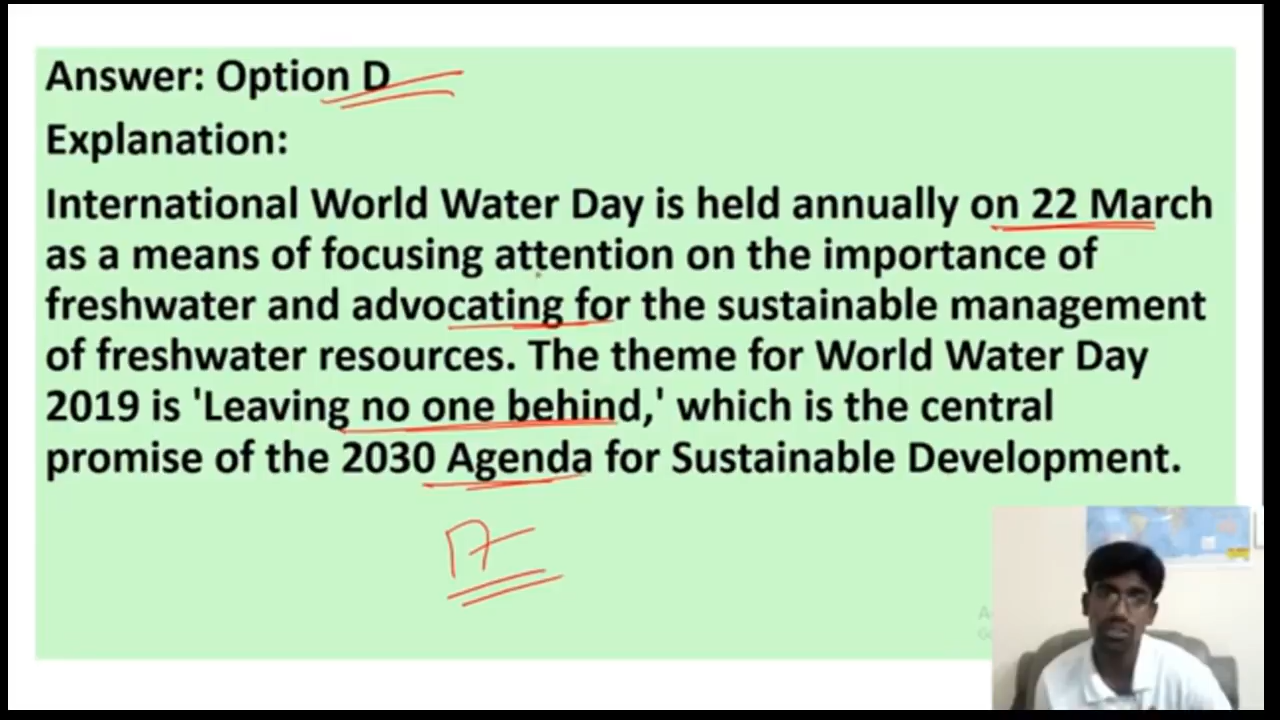 Answer: Option D
Explanation:
International World Water Day is held annually on 22 March
as a means of focusing attention on the importance of
freshwater and advocating for the sustainable management
of freshwater resources. The theme for World Water Day
2019 is 'Leaving no one behind,' which is the central
promise of the 2030 Agenda for Sustainable Development.
17